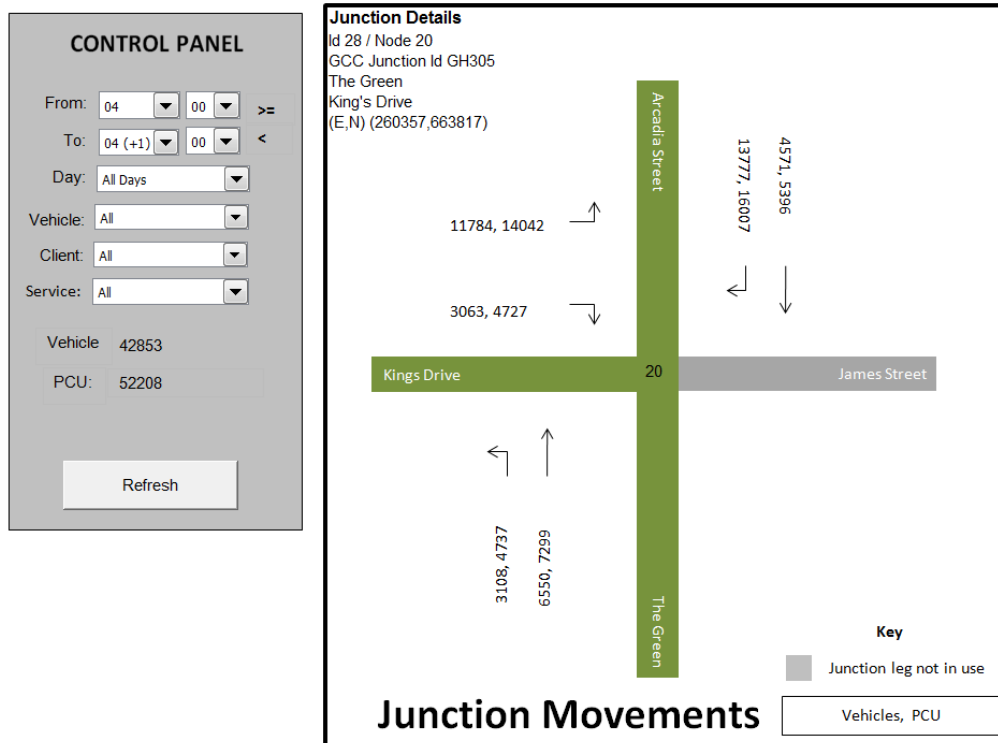 CONTROL PANEL
From: 04 00 >=
To: 04 (+1) 00 <
Day: All Days
Vehicle: All
Client: All
Service: All
Vehicle 42853
PCU: 52208
Refresh
Junction Details
Id 28 / Node 20
GCC Junction Id GH305
The Green
King's Drive
(E,N) (260357,663817)
Arcadia Street
13777, 16007
4571, 5396
11784, 14042
3063, 4727
Kings Drive
20
James Street
3108, 4737
6550, 7299
The Green
Key
Junction leg not in use
Junction Movements
Vehicles, PCU